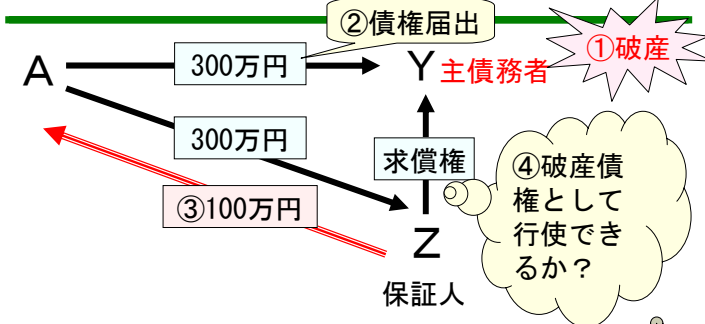 ②債権届出
①破産
A
300万円
Y
主債務者
300万円
求償権
④破産債
権として
行使でき
るか？
③100万円
Z
保証人